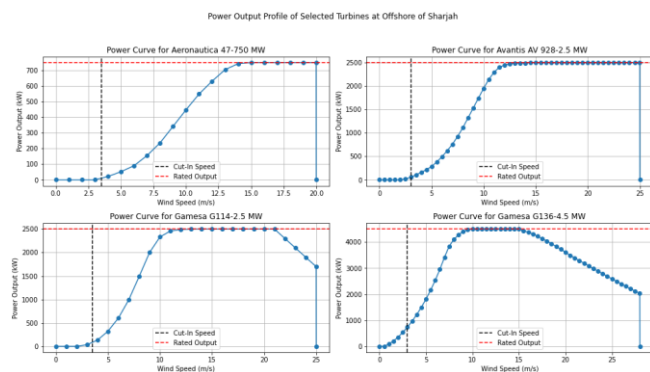 Power Output Profile of Selected Turbines at Offshore of Sharjah
Power Curve for Aeronautica 47-750 MW
Power Output (kW)
700
600
500
400
300
200
100
0
Cut-In Speed
Rated Output
0.0 2.5 5.0 7.5 10.0 12.5 15.0 17.5 20.0
Wind Speed (m/s)
Power Curve for Avantis AV 928-2.5 MW
Power Output (kW)
2500
2000
1500
1000
500
0
Cut-In Speed
Rated Output
0 5 10 15 20 25
Wind Speed (m/s)
Power Curve for Gamesa G114-2.5 MW
Power Output (kW)
2500
2000
1500
1000
500
0
Cut-In Speed
Rated Output
0 5 10 15 20 25
Wind Speed (m/s)
Power Curve for Gamesa G136-4.5 MW
Power Output (kW)
4000
3000
2000
1000
0
Cut-In Speed
Rated Output
0 5 10 15 20 25
Wind Speed (m/s)